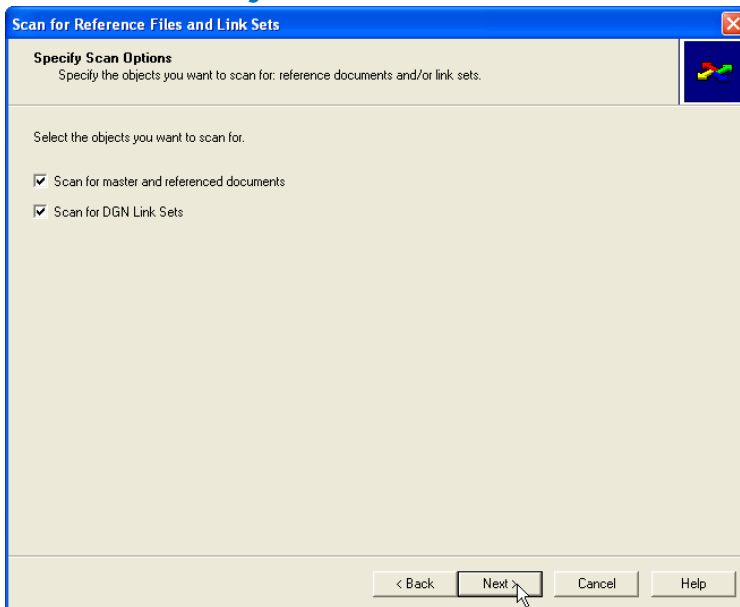 Scan for Reference Files and Link Sets
Specify Scan Options
Specify the objects you want to scan for: reference documents and/or link sets.
Select the objects you want to scan for.
Scan for master and referenced documents
Scan for DGN Link Sets
< Back Next > Cancel Help